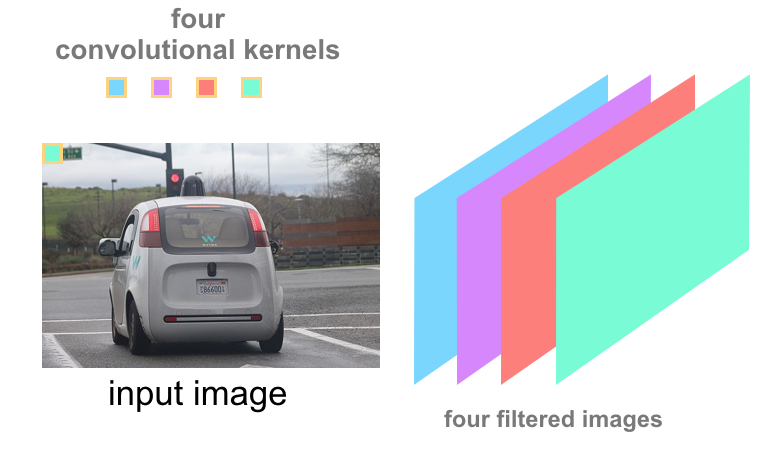 four
convolutional kernels
W
input image
four filtered images